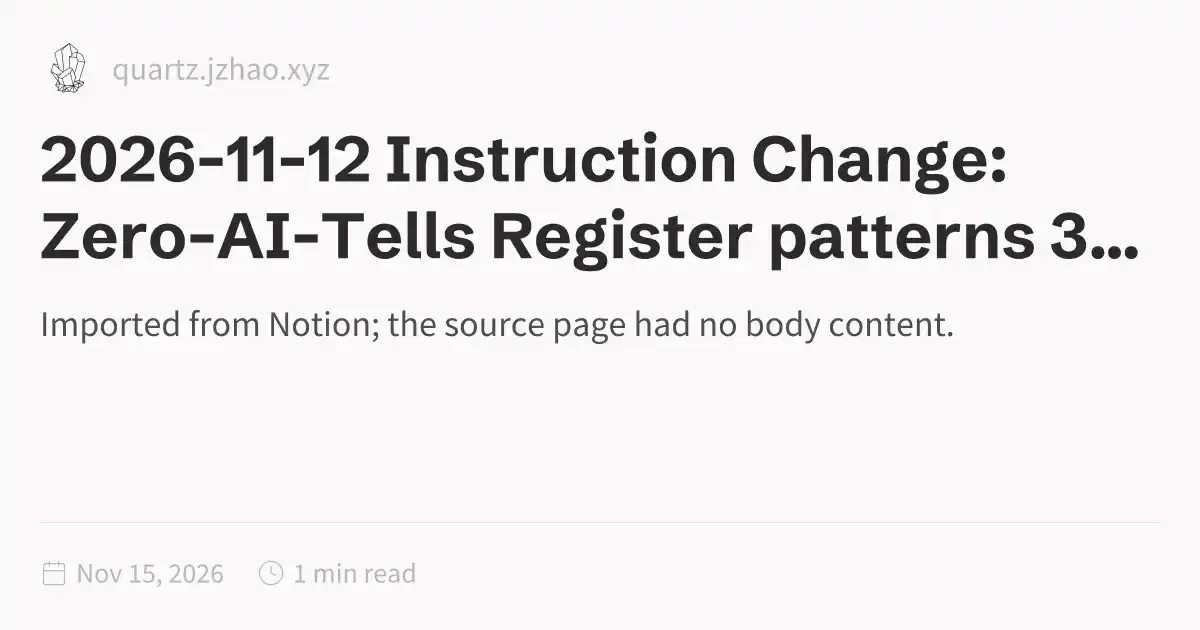 quartz.jzhao.xyz
2026-11-12 Instruction Change:
Zero-AI-Tells Register patterns 3...
Imported from Notion; the source page had no body content.
Nov 15, 2026 1 min read